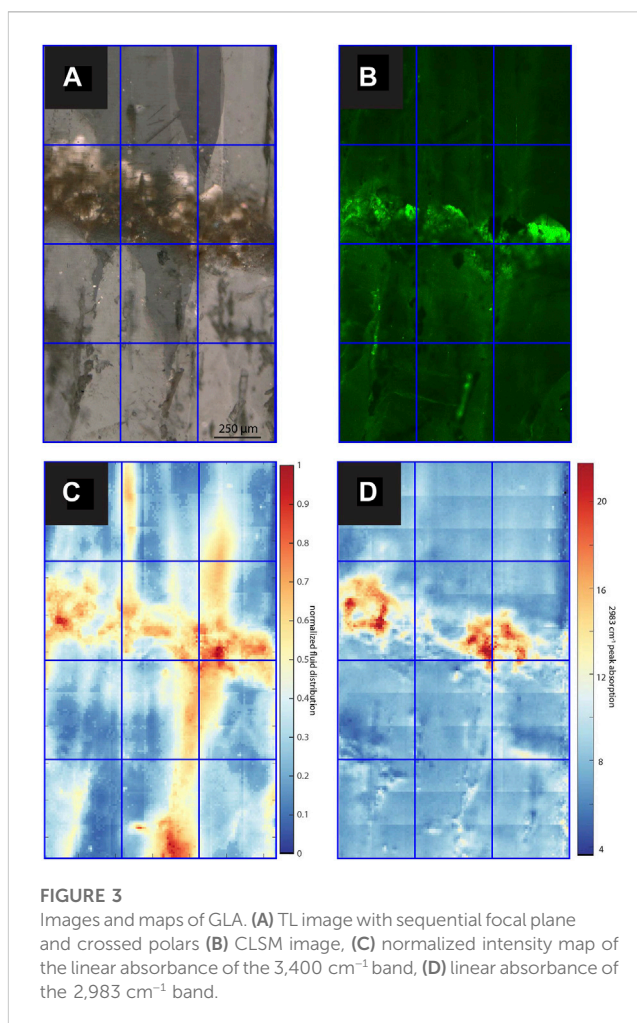 A
B
250 µm
C
1
0.9
0.8
0.7
0.6
0.5
0.4
0.3
0.2
0.1
0
normalized fluid distribution
D
20
16
12
8
4
2983 cm⁻¹ peak absorption
FIGURE 3
Images and maps of GLA. (A) TL image with sequential focal plane
and crossed polars (B) CLSM image, (C) normalized intensity map of
the linear absorbance of the 3,400 cm⁻¹ band, (D) linear absorbance of
the 2,983 cm⁻¹ band.